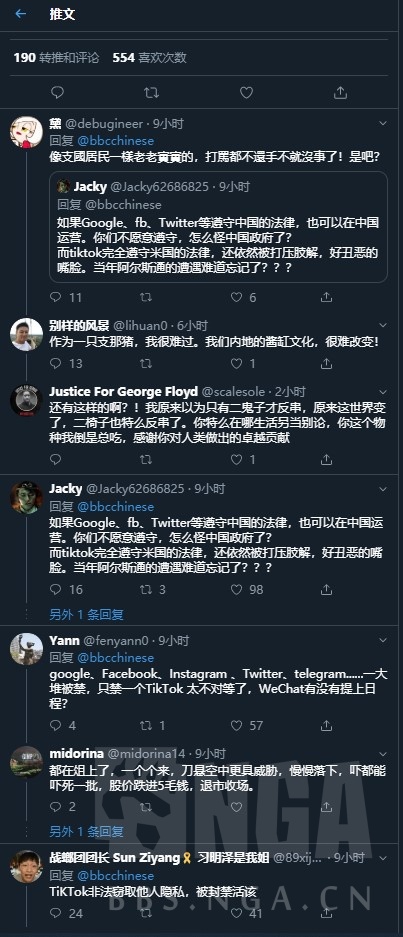 推文
190 转推和评论 554 喜欢次数
黛 @debugineer · 9小时
回复 @bbcchinese
像支國居民一樣老老實實的，打罵都不還手不就沒事了！是吧？
Jacky @Jacky62686825 · 9小时
回复 @bbcchinese
如果Google、fb、Twitter等遵守中国的法律，也可以在中国
运营。你们不愿意遵守，怎么怪中国政府了？
而tiktok完全遵守米国的法律，还依然被打压肢解，好丑恶的
嘴脸。当年阿尔斯通的遭遇难道忘记了？？？
11 6
别样的风景 @lihuan0 · 6小时
作为一只支那猪，我很难过。我们内地的酱缸文化，很难改变！
13 1
Justice For George Floyd @scalesole · 2小时
还有这样的啊？！我原来以为只有二鬼子才反串，原来这世界变
了，二椅子也特么反串了。你特么在哪生活另当别论，你这个物
种我倒是总吃，感谢你对人类做出的卓越贡献
1
Jacky @Jacky62686825 · 9小时
回复 @bbcchinese
如果Google、fb、Twitter等遵守中国的法律，也可以在中国运
营。你们不愿意遵守，怎么怪中国政府了？
而tiktok完全遵守米国的法律，还依然被打压肢解，好丑恶的嘴
脸。当年阿尔斯通的遭遇难道忘记了？？？
16 3 98
另外 1 条回复
Yann @fenyann0 · 9小时
回复 @bbcchinese
google、Facebook、Instagram 、Twitter、telegram......一大
堆被禁，只禁一个TikTok 太不对等了，WeChat有没有提上日
程？
4 1 57
midorina @midorina14 · 9小时
都在俎上了，一个个来，刀悬空中更具威胁，慢慢落下，吓都能
吓死一批，股价跌进5毛钱，退市收场。
2
另外 1 条回复
NGA
战螂团团长 Sun Ziyang🎗 习明泽是我姐 @89xij... · 9小时
回复 @bbcchinese
TiKTok非法窃取他人隐私，被封禁活该
BBS.NGA.CN
24 41